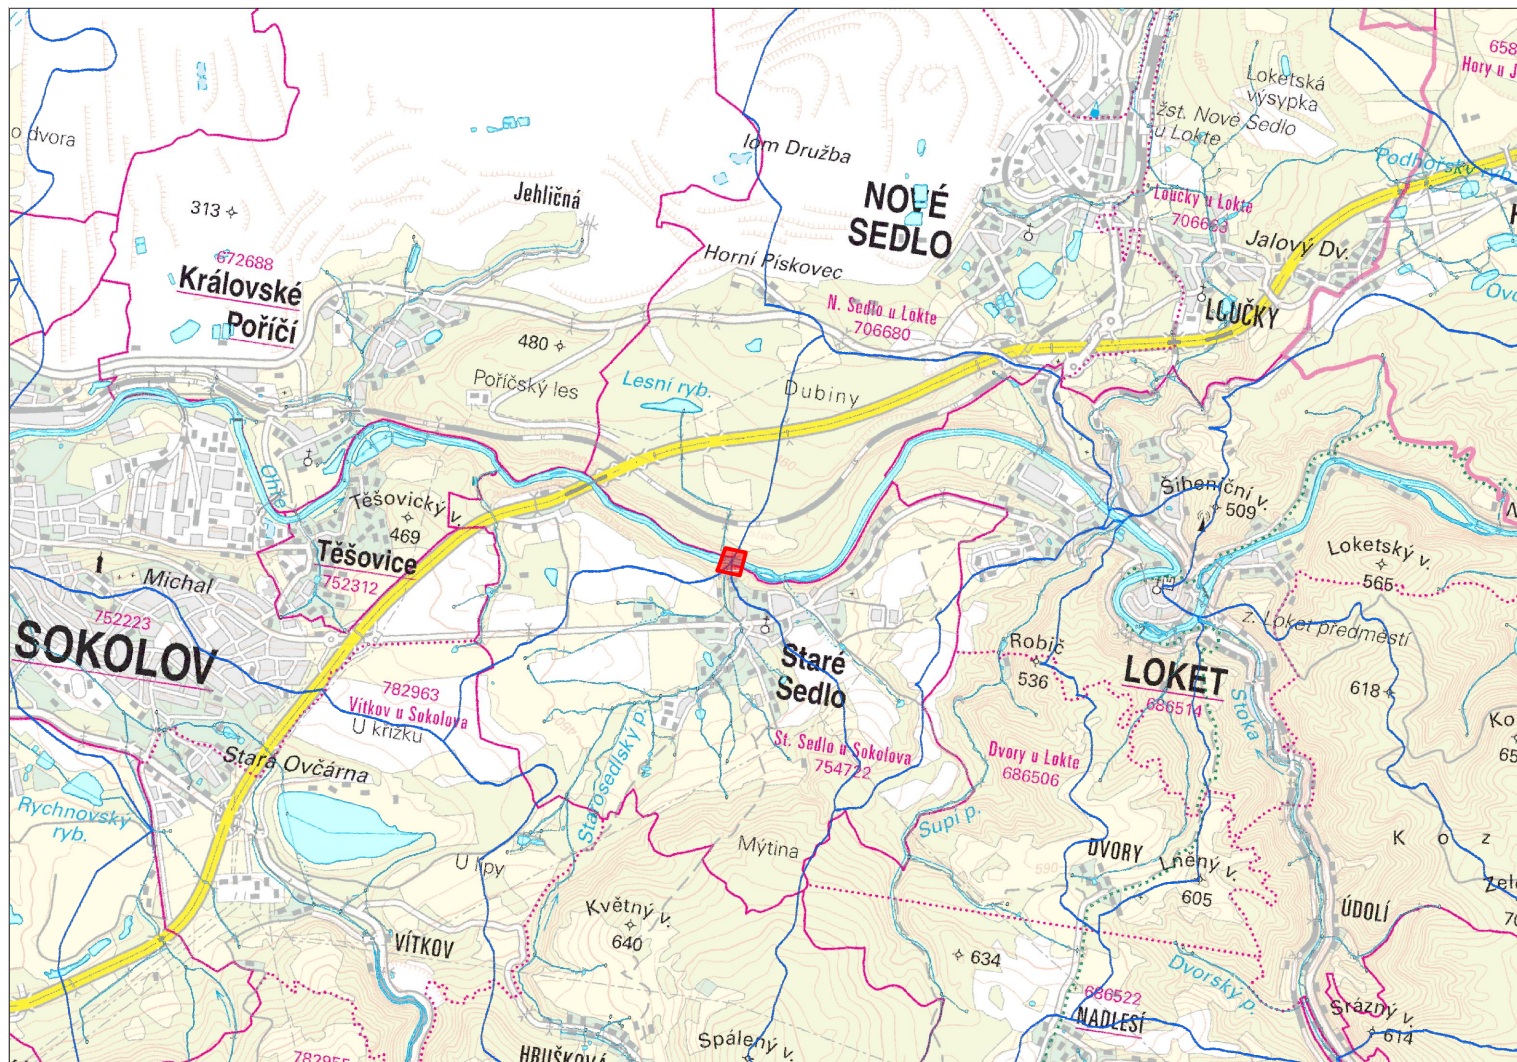 o dvora
313
672688
Královské
Poříčí
Jehličná
lom Družba
NOVÉ
SEDLO
Horní Pískovec
N. Sedlo u Lokte
706680
žst. Nové Sedlo
u Lokte
Loketská
výsypka
658
Hory u J
Podhorský ryb.
Loučky u Lokte
706663
Jalový Dv.
LOUČKY
480
Poříčský les
Lesní ryb.
Dubiny
Ohře
Těšovický v.
469
Těšovice
752312
Michal
752223
SOKOLOV
782963
Vítkov u Sokolova
U křížku
Stará Ovčárna
Rychnovský
ryb.
Staré
Sedlo
St. Sedlo u Sokolova
754722
Starosedlský p.
U lípy
Mýtina
Květný v.
640
VÍTKOV
Šibeniční v.
509
Loketský v.
565
z. Loket předměstí
Robič
536
LOKET
686514
Stoka
618
Dvory u Lokte
686506
Supí p.
DVORY
Lněný v.
605
K o z
ÚDOLÍ
634
Dvorský p.
686522
NADLESÍ
Srázný v.
614
Spálený v.
HRUŠKOVÁ
782955